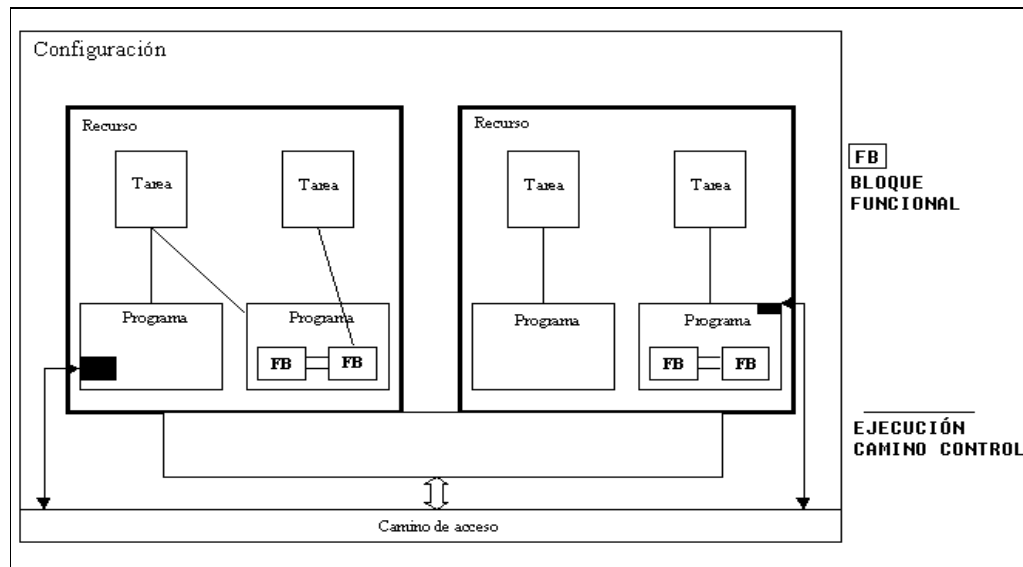 Configuración
Recurso
Recurso
Tarea
Tarea
Tarea
Tarea
FB
BLOQUE
FUNCIONAL
Programa
Programa
Programa
Programa
FB
FB
FB
FB
EJECUCIÓN
CAMINO CONTROL
Camino de acceso